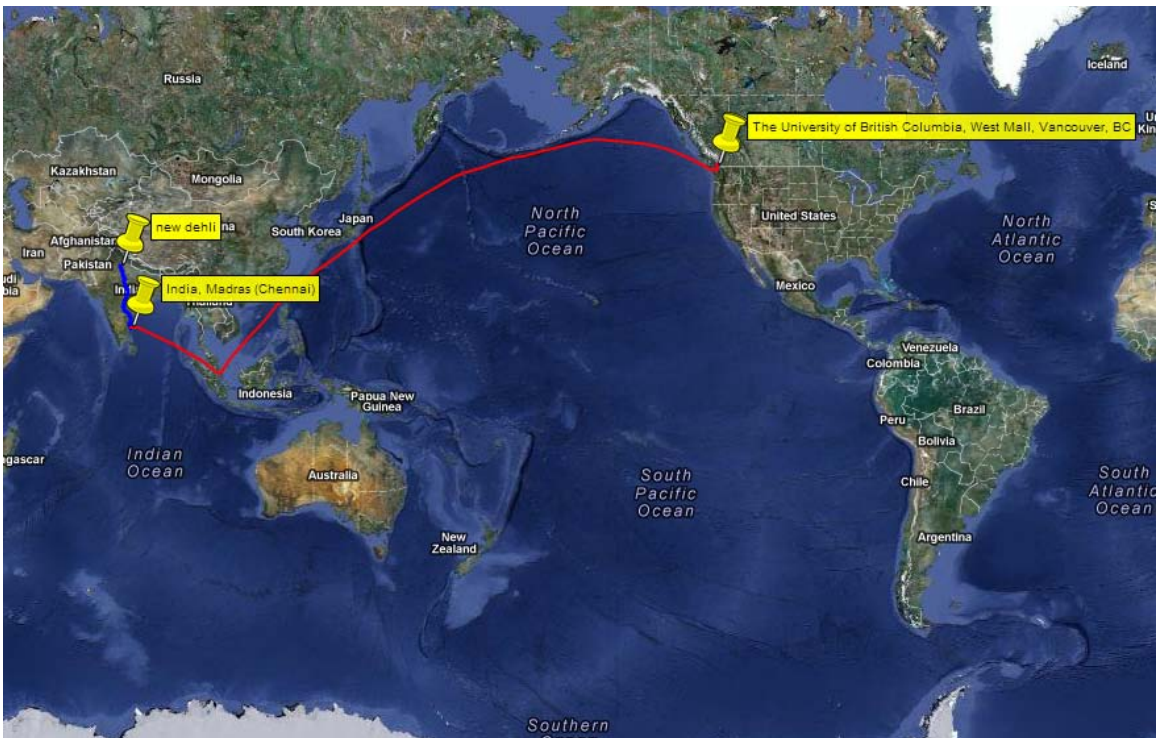 Iceland
Russia
The University of British Columbia, West Mall, Vancouver, BC
Kazakhstan
Mongolia
United States
Japan
South Korea
North
Pacific
Ocean
North
Atlantic
Ocean
new dehli
na
Afghanistan
Iran
Pakistan
India, Madras (Chennai)
Mexico
Venezuela
Colombia
Indonesia
Papua New
Guinea
Brazil
Peru
Bolivia
Indian
Ocean
agascar
Australia
South
Pacific
Ocean
Chile
South
Atlantic
Ocean
New
Zealand
Argentina
Southern